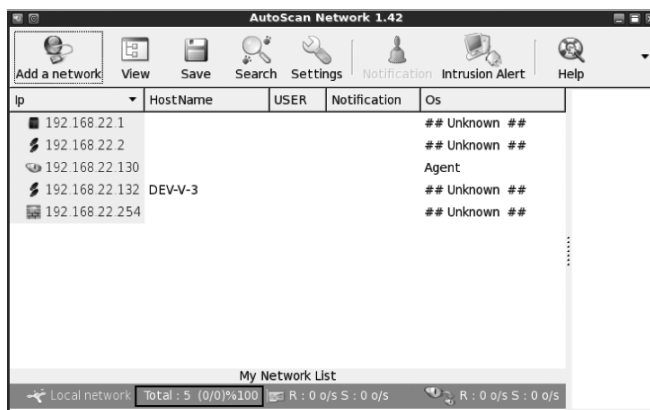 AutoScan Network 1.42
Add a network View Save Search Settings Notification Intrusion Alert Help
Ip HostName USER Notification Os
192.168.22.1 ## Unknown ##
192.168.22.2 ## Unknown ##
192.168.22.130 Agent
192.168.22.132 DEV-V-3 ## Unknown ##
192.168.22.254 ## Unknown ##
My Network List
Local network Total : 5 (0/0)%100 R : 0 o/s S : 0 o/s R : 0 o/s S : 0 o/s